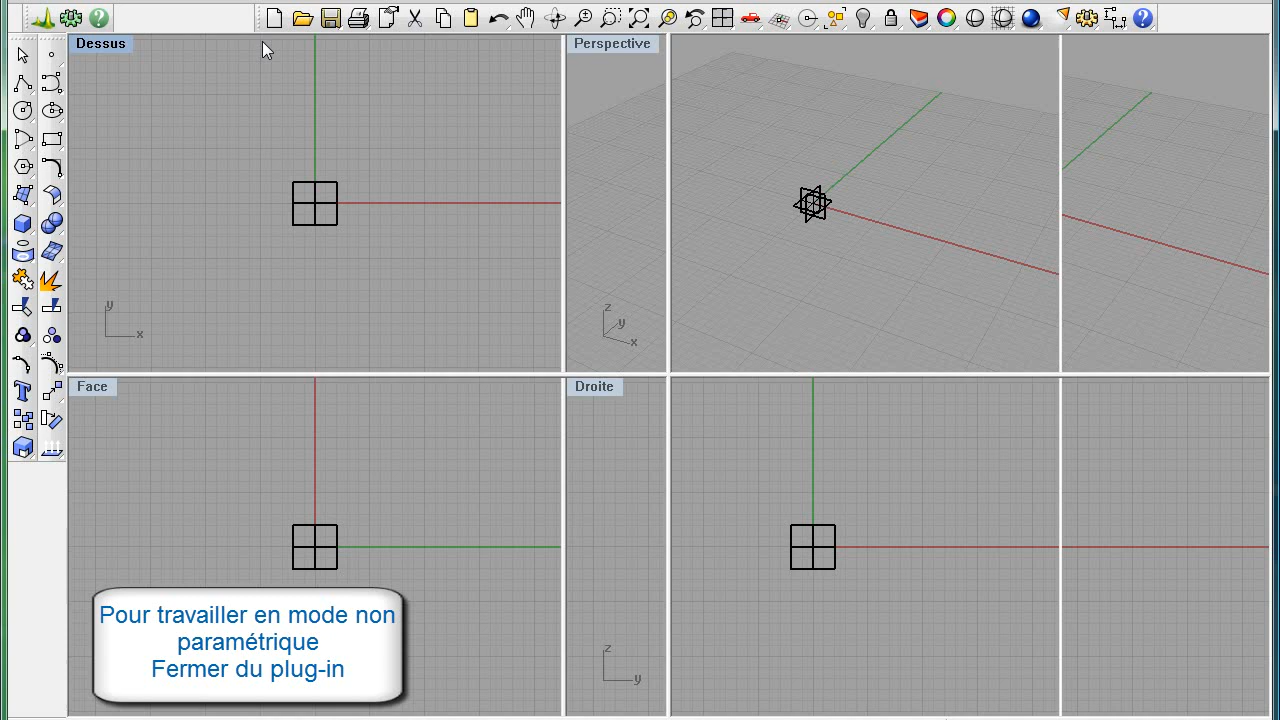 Dessus
Perspective
y
x
z
y
x
Face
Droite
z
y
Pour travailler en mode non
paramétrique
Fermer du plug-in